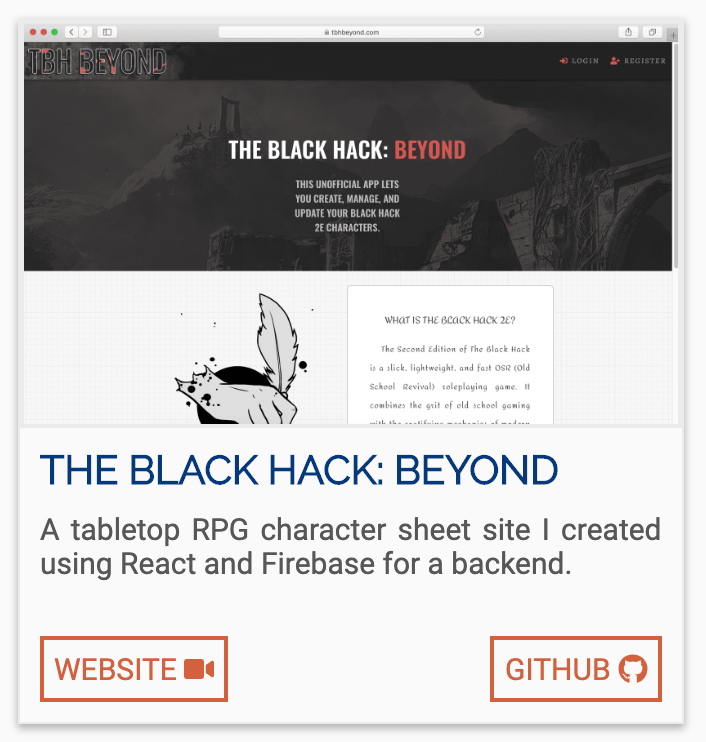 tbhbeyond.com
TBH BEYOND
LOGIN REGISTER
THE BLACK HACK: BEYOND
THIS UNOFFICIAL APP LETS
YOU CREATE, MANAGE, AND
UPDATE YOUR BLACK HACK
2E CHARACTERS.
WHAT IS THE BLACK HACK 2E?
The Second Edition of The Black Hack
is a slick, lightweight, and fast OSR (Old
School Revival) roleplaying game. It
combines the grit of old school gaming
with the
THE BLACK HACK: BEYOND
A tabletop RPG character sheet site I created
using React and Firebase for a backend.
WEBSITE
GITHUB